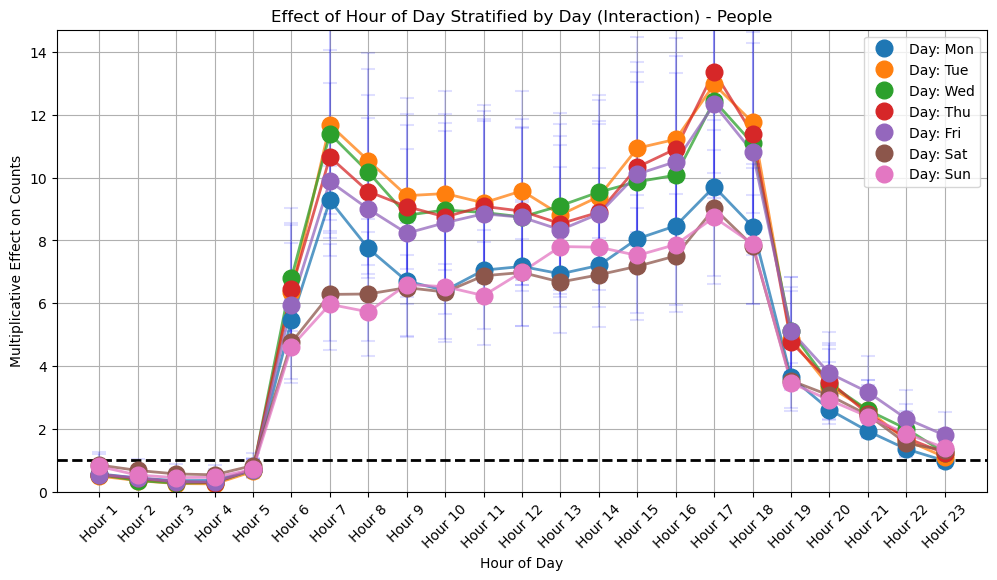 Effect of Hour of Day Stratified by Day (Interaction) - People
Multiplicative Effect on Counts
14
12
10
8
6
4
2
0
Day: Mon
Day: Tue
Day: Wed
Day: Thu
Day: Fri
Day: Sat
Day: Sun
Hour 1
Hour 2
Hour 3
Hour 4
Hour 5
Hour 6
Hour 7
Hour 8
Hour 9
Hour 10
Hour 11
Hour 12
Hour 13
Hour 14
Hour 15
Hour 16
Hour 17
Hour 18
Hour 19
Hour 20
Hour 21
Hour 22
Hour 23
Hour of Day